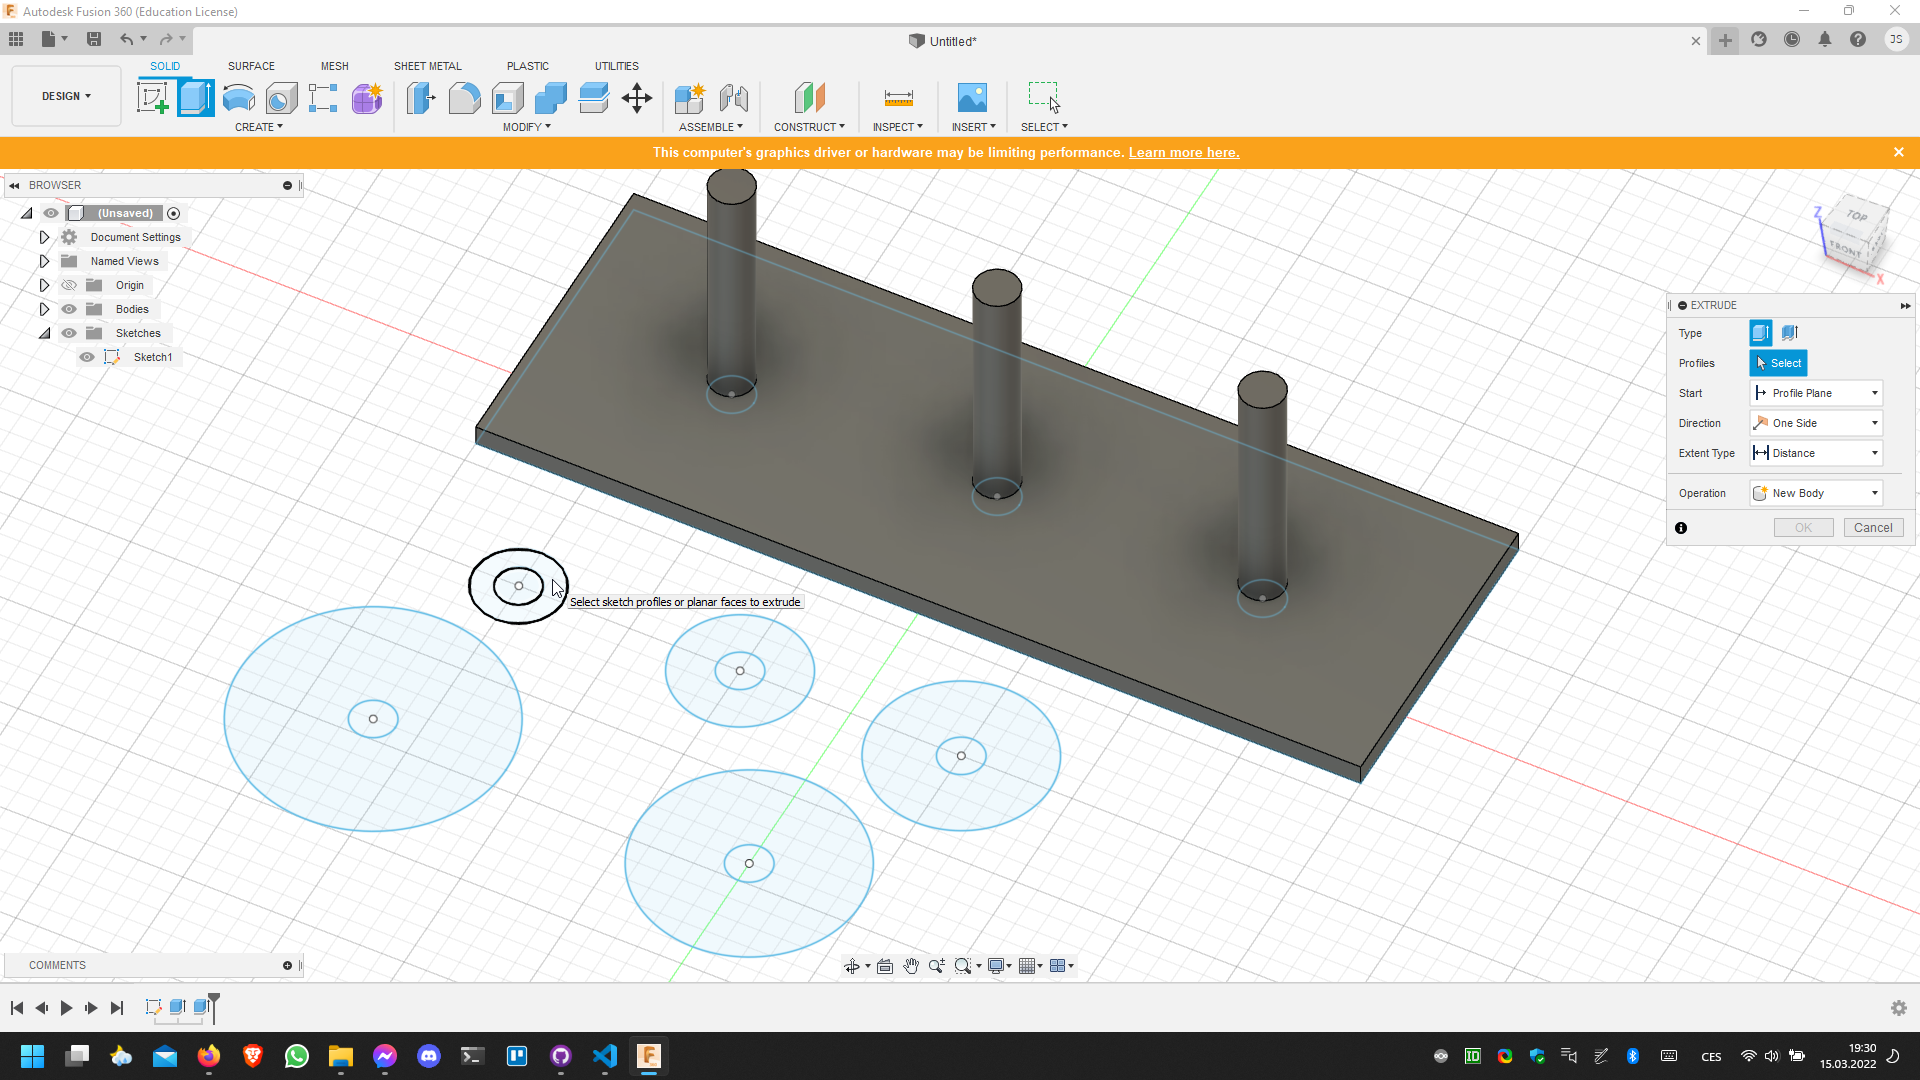 Autodesk Fusion 360 (Education License)
Untitled*
JS
DESIGN
SOLID
SURFACE
MESH
SHEET METAL
PLASTIC
UTILITIES
CREATE
MODIFY
ASSEMBLE
CONSTRUCT
INSPECT
INSERT
SELECT
This computer's graphics driver or hardware may be limiting performance. Learn more here.
BROWSER
(Unsaved)
Document Settings
Named Views
Origin
Bodies
Sketches
Sketch1
TOP
FRONT
Z
X
EXTRUDE
Type
Profiles
Select
Start
Profile Plane
Direction
One Side
Extent Type
Distance
Operation
New Body
OK
Cancel
Select sketch profiles or planar faces to extrude
COMMENTS
CES
19:30
15.03.2022